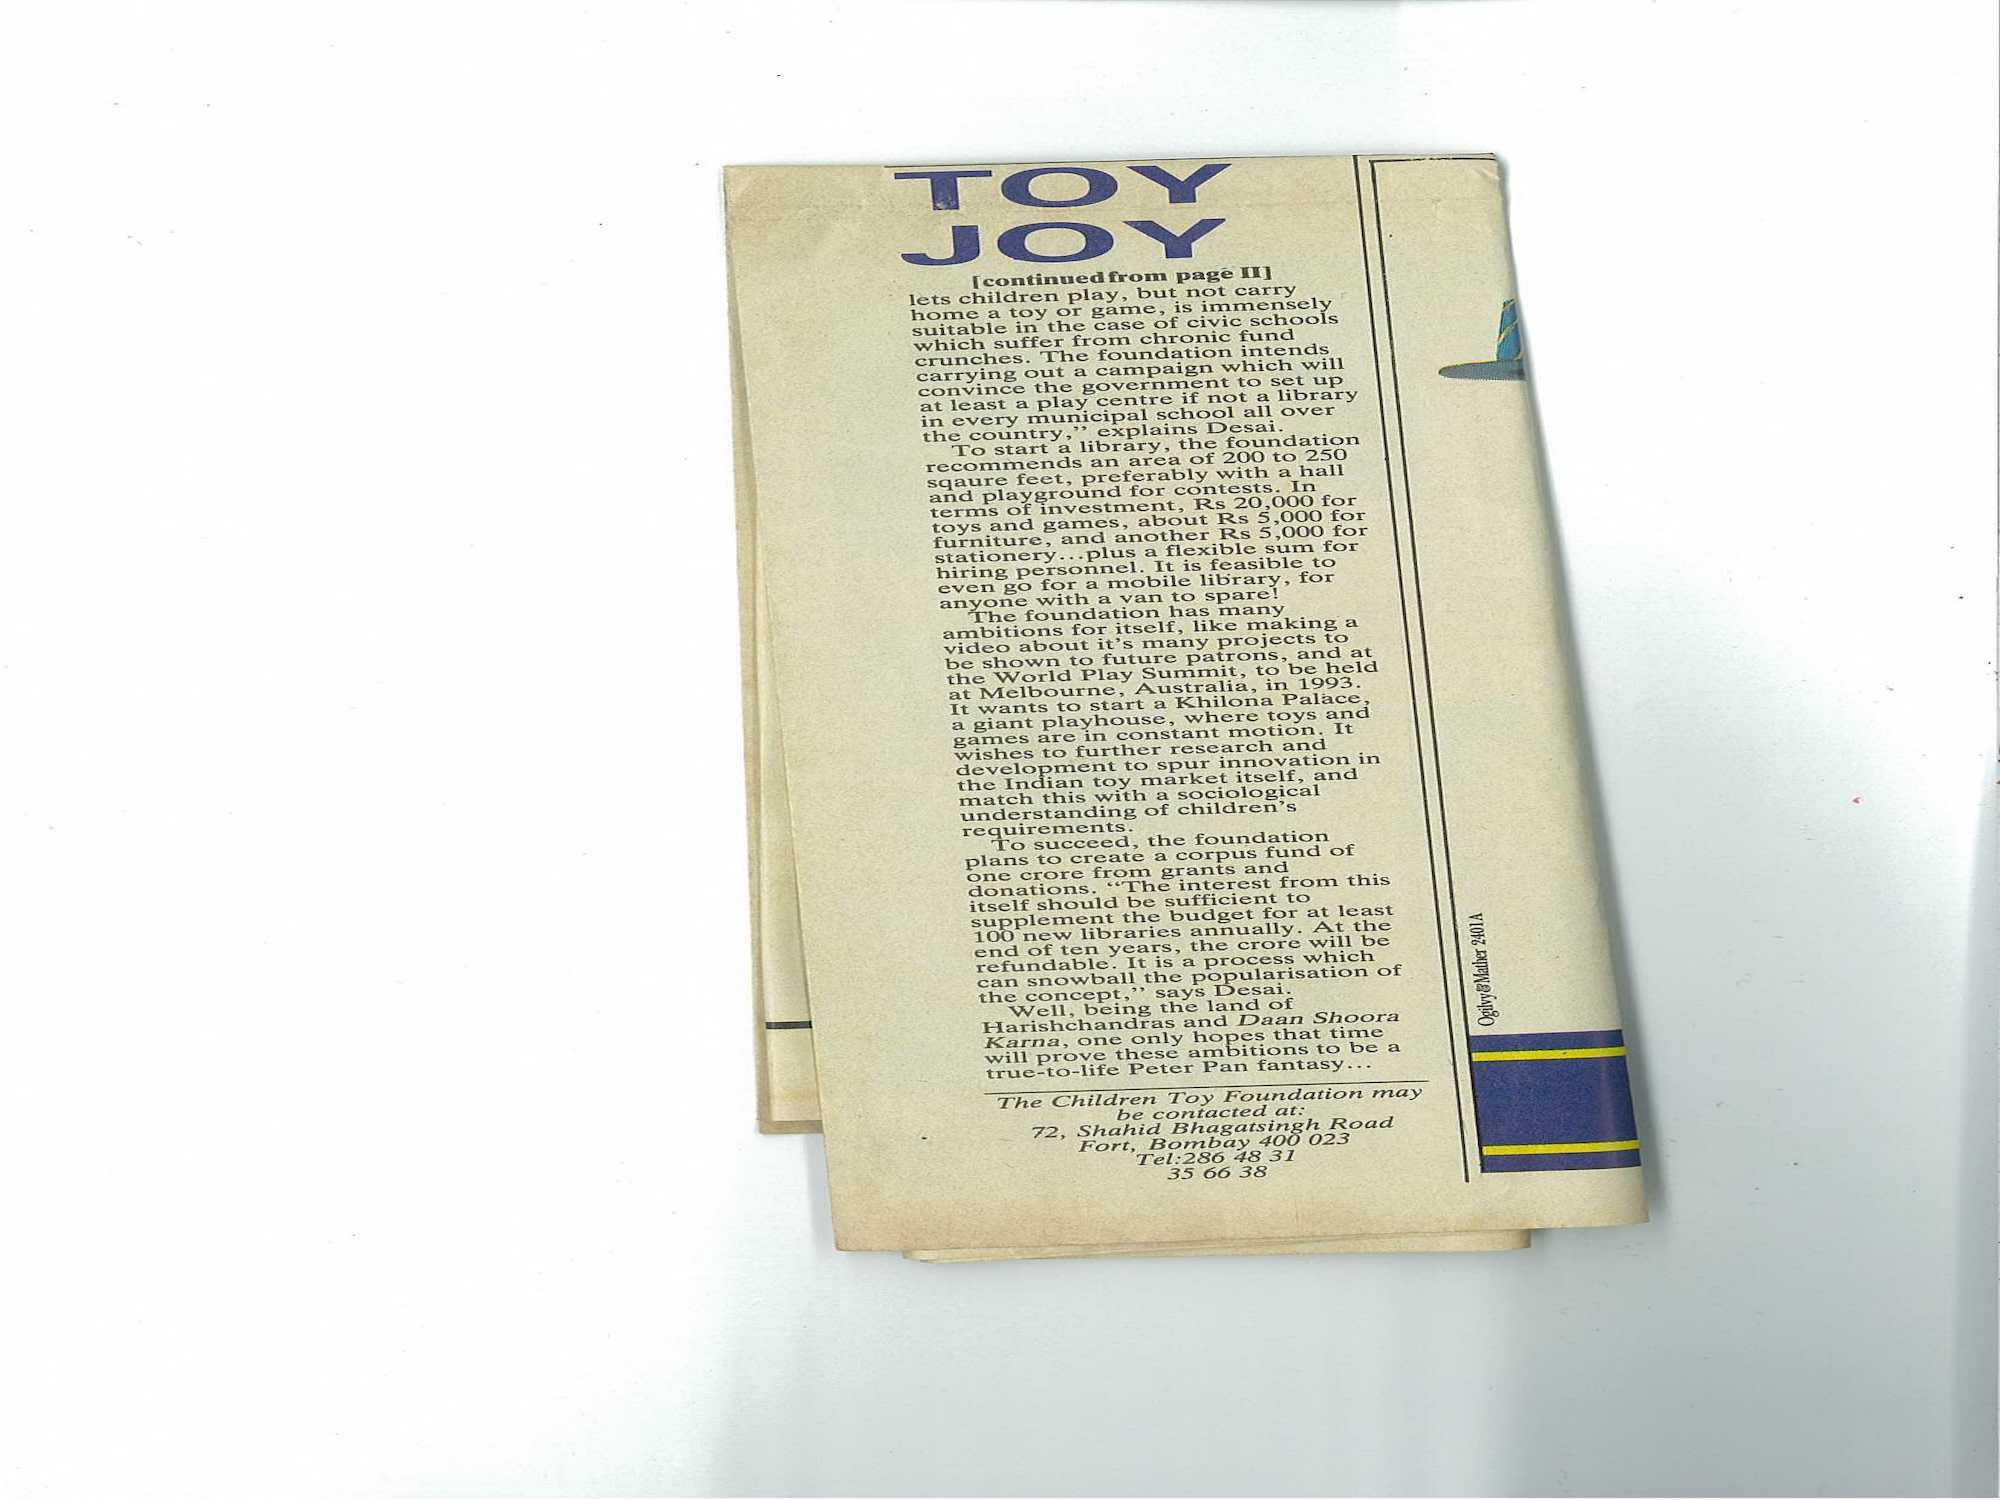 TOY
JOY
[continued from page II]
lets children play, but not carry
home a toy or game, is immensely
suitable in the case of civic schools
which suffer from chronic fund
crunches. The foundation intends
carrying out a campaign which will
convince the government to set up
at least a play centre if not a library
in every municipal school all over
the country,” explains Desai.
To start a library, the foundation
recommends an area of 200 to 250
sqaure feet, preferably with a hall
and playground for contests. In
terms of investment, Rs 20,000 for
toys and games, about Rs 5,000 for
furniture, and another Rs 5,000 for
stationery...plus a flexible sum for
hiring personnel. It is feasible to
even go for a mobile library, for
anyone with a van to spare!
The foundation has many
ambitions for itself, like making a
video about it’s many projects to
be shown to future patrons, and at
the World Play Summit, to be held
at Melbourne, Australia, in 1993.
It wants to start a Khilona Palace,
a giant playhouse, where toys and
games are in constant motion. It
wishes to further research and
development to spur innovation in
the Indian toy market itself, and
match this with a sociological
understanding of children’s
requirements.
To succeed, the foundation
plans to create a corpus fund of
one crore from grants and
donations. “The interest from this
itself should be sufficient to
supplement the budget for at least
100 new libraries annually. At the
end of ten years, the crore will be
refundable. It is a process which
can snowball the popularisation of
the concept,” says Desai.
Well, being the land of
Harishchandras and Daan Shoora
Karna, one only hopes that time
will prove these ambitions to be a
true-to-life Peter Pan fantasy...
The Children Toy Foundation may
be contacted at:
72, Shahid Bhagatsingh Road
Fort, Bombay 400 023
Tel:286 48 31
35 66 38
Ogilvy@Mather 2401A